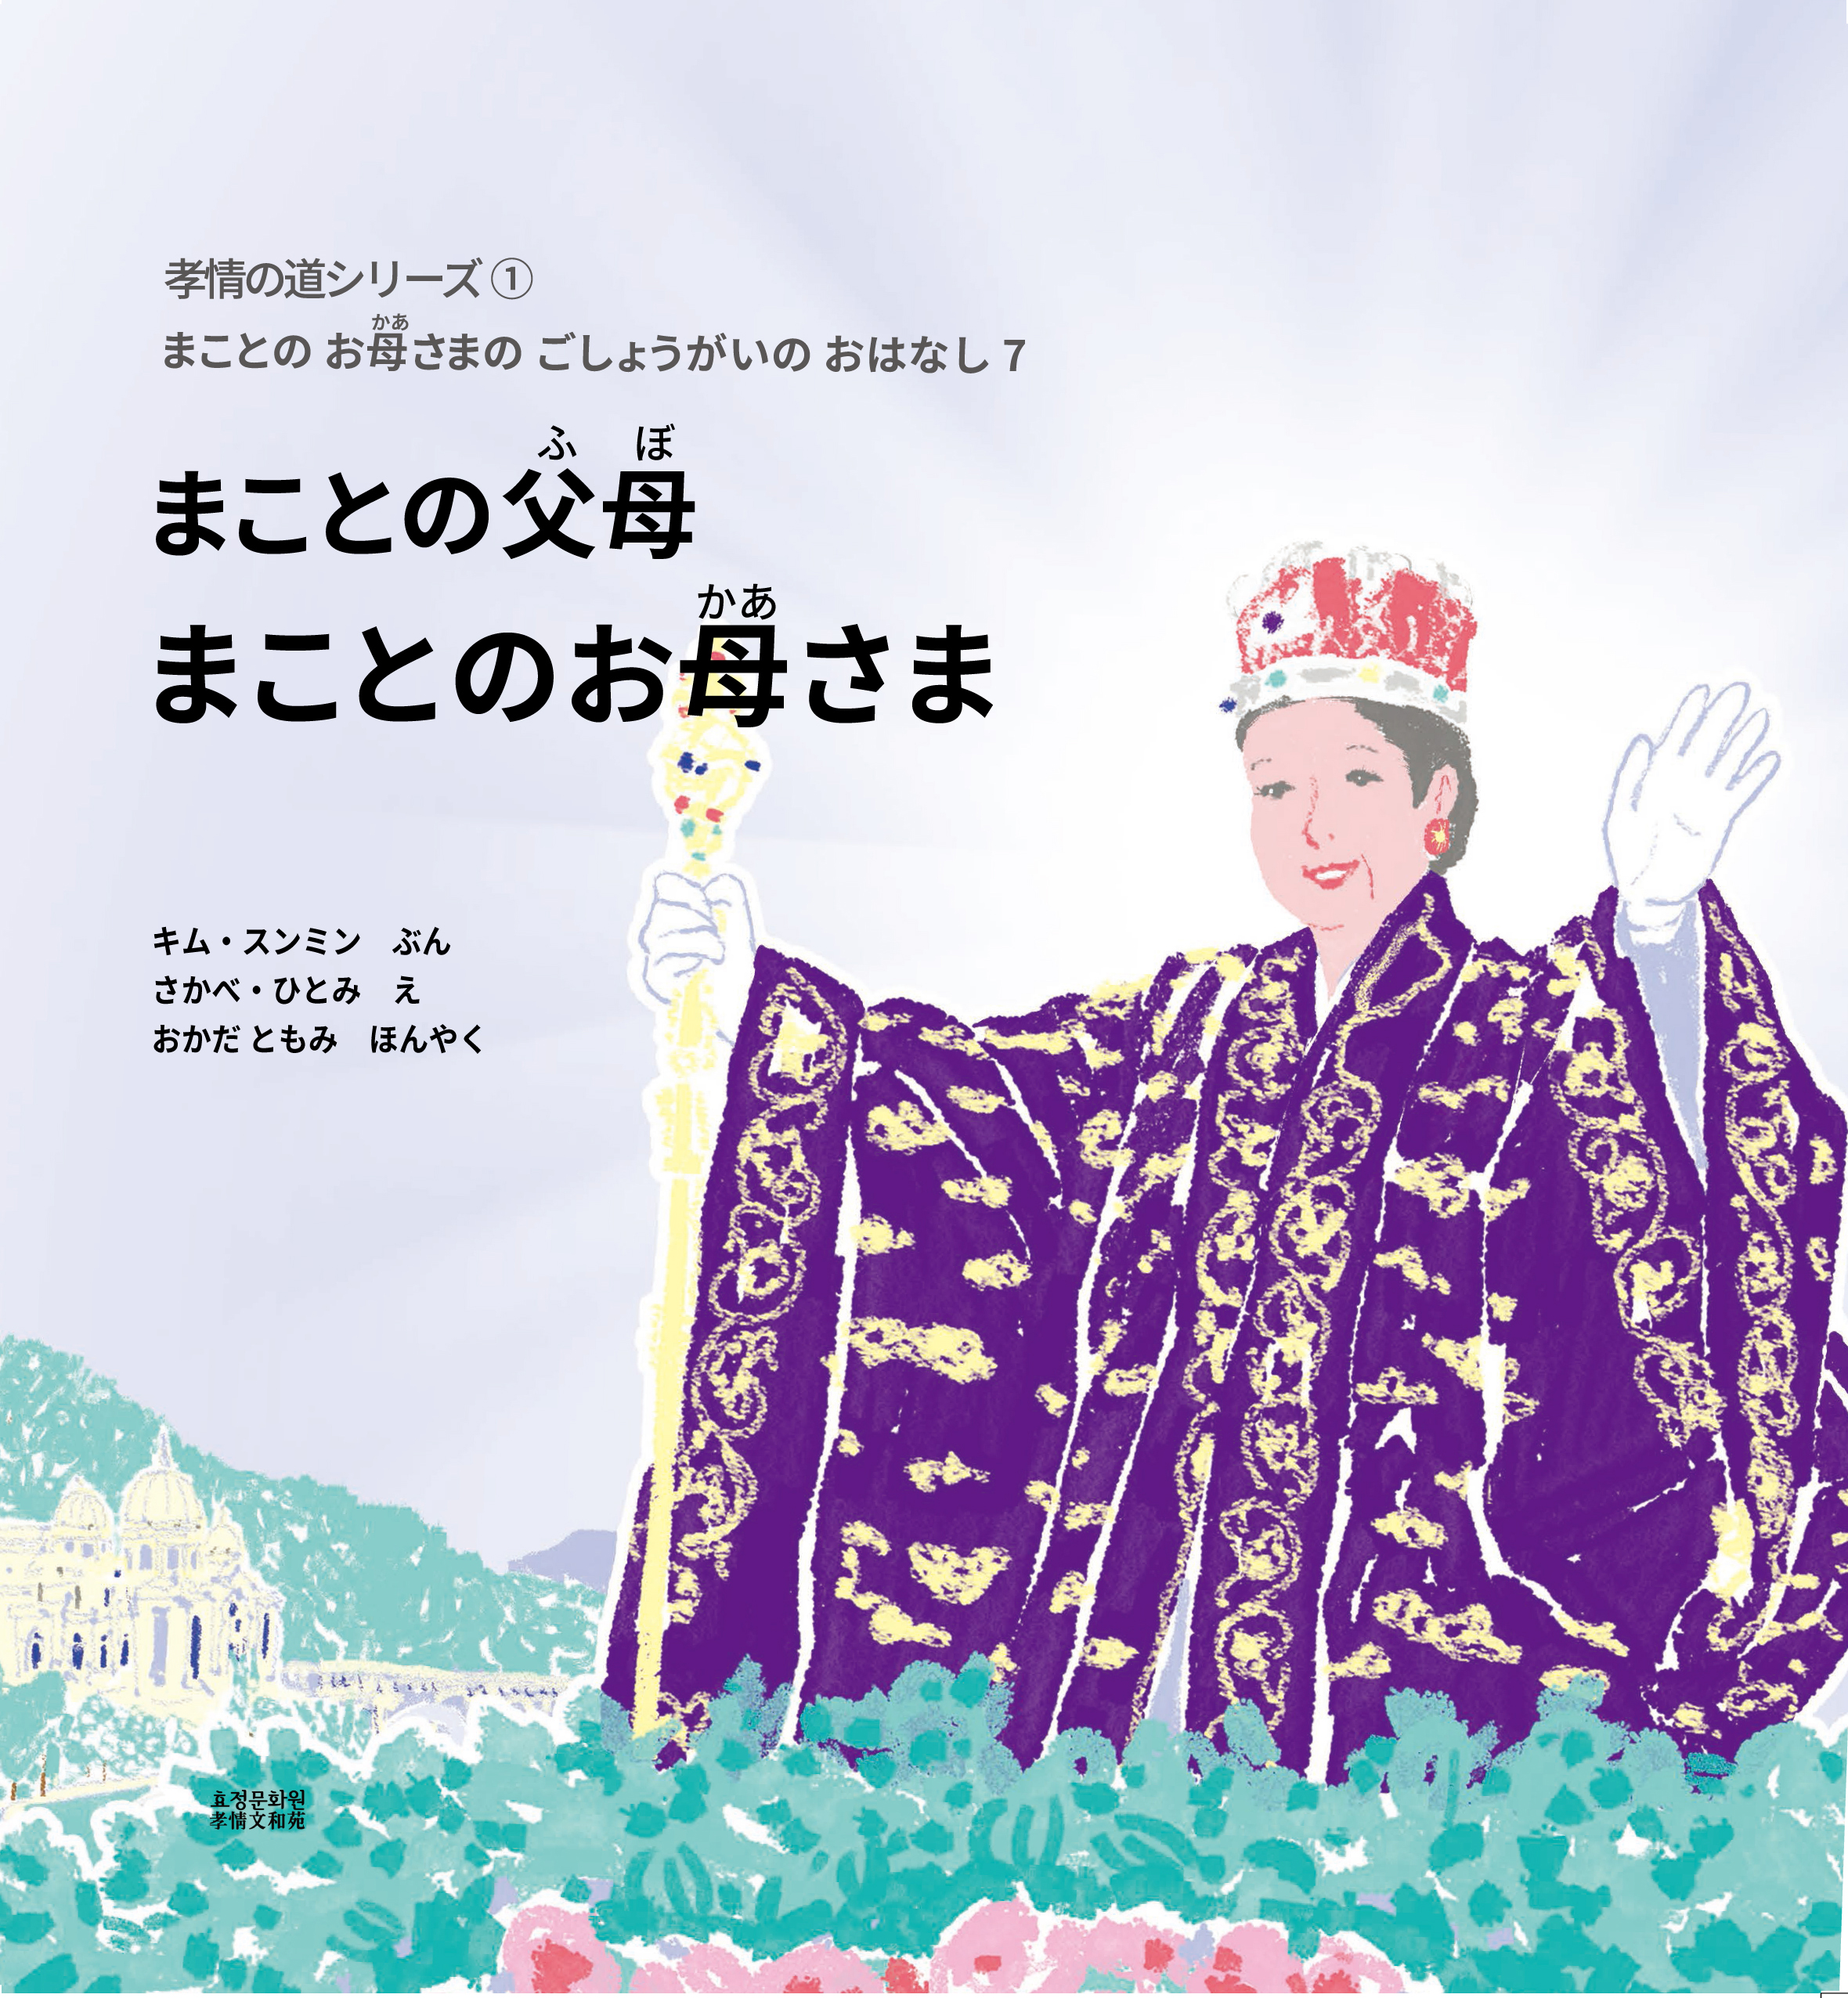 孝情の道シリーズ ①
まことの お母さまの ごしょうがいの おはなし 7
かあ
まことの父母
ふ ぼ
まことのお母さま
かあ
キム・スンミン ぶん
さかべ・ひとみ え
おかだ ともみ ほんやく
효정문화원
孝情文和苑